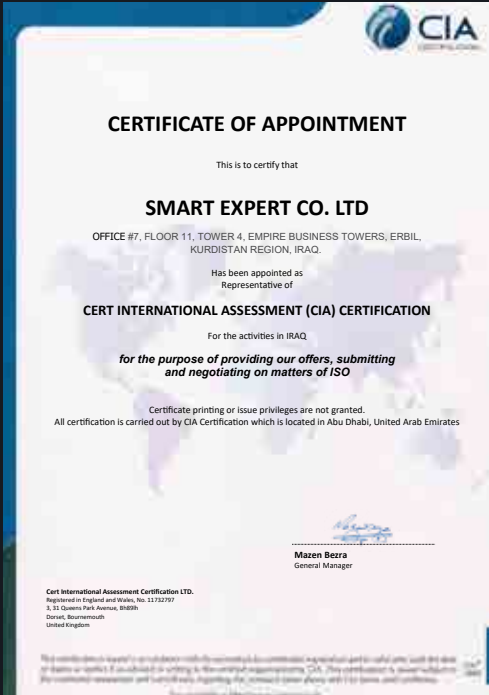 CIA
CERTIFICATION
CERTIFICATE OF APPOINTMENT
This is to certify that
SMART EXPERT CO. LTD
OFFICE #7, FLOOR 11, TOWER 4, EMPIRE BUSINESS TOWERS, ERBIL,
KURDISTAN REGION, IRAQ.
Has been appointed as
Representative of
CERT INTERNATIONAL ASSESSMENT (CIA) CERTIFICATION
For the activities in IRAQ
for the purpose of providing our offers, submitting
and negotiating on matters of ISO
Certificate printing or issue privileges are not granted.
All certification is carried out by CIA Certification which is located in Abu Dhabi, United Arab Emirates
Mazen Bezra
General Manager
Cert International Assessment Certification LTD.
Registered in England and Wales, No. 11732797
3, 31 Queens Park Avenue, Bh89lh
Dorset, Bournemouth
United Kingdom